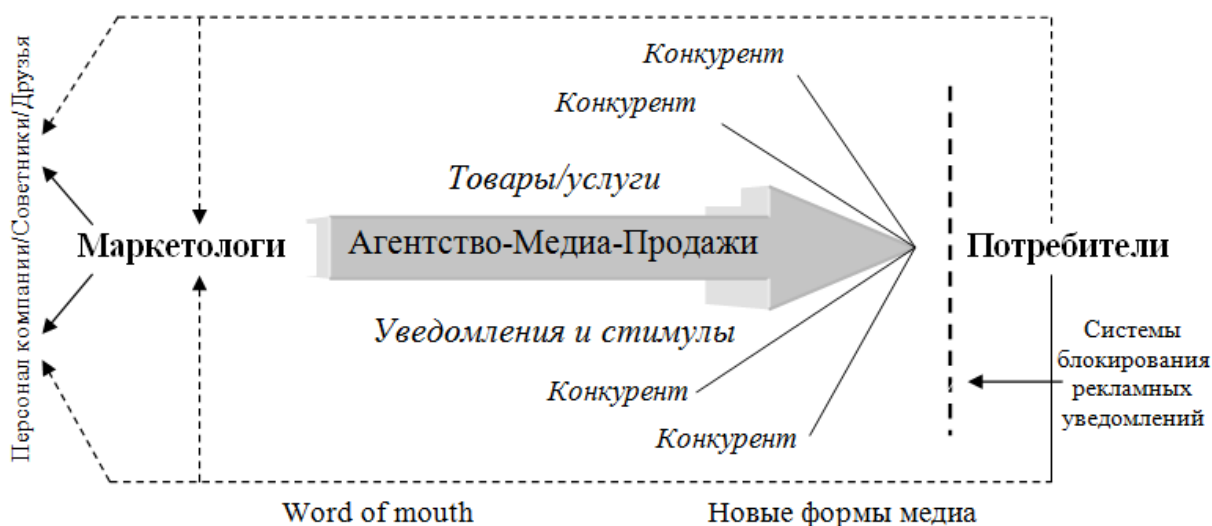 Персонал компании/Советники/Друзья
Конкурент
Конкурент
Товары/услуги
Маркетологи
Агентство-Медиа-Продажи
Потребители
Уведомления и стимулы
Системы
блокирования
рекламных
уведомлений
Конкурент
Конкурент
Word of mouth
Новые формы медиа